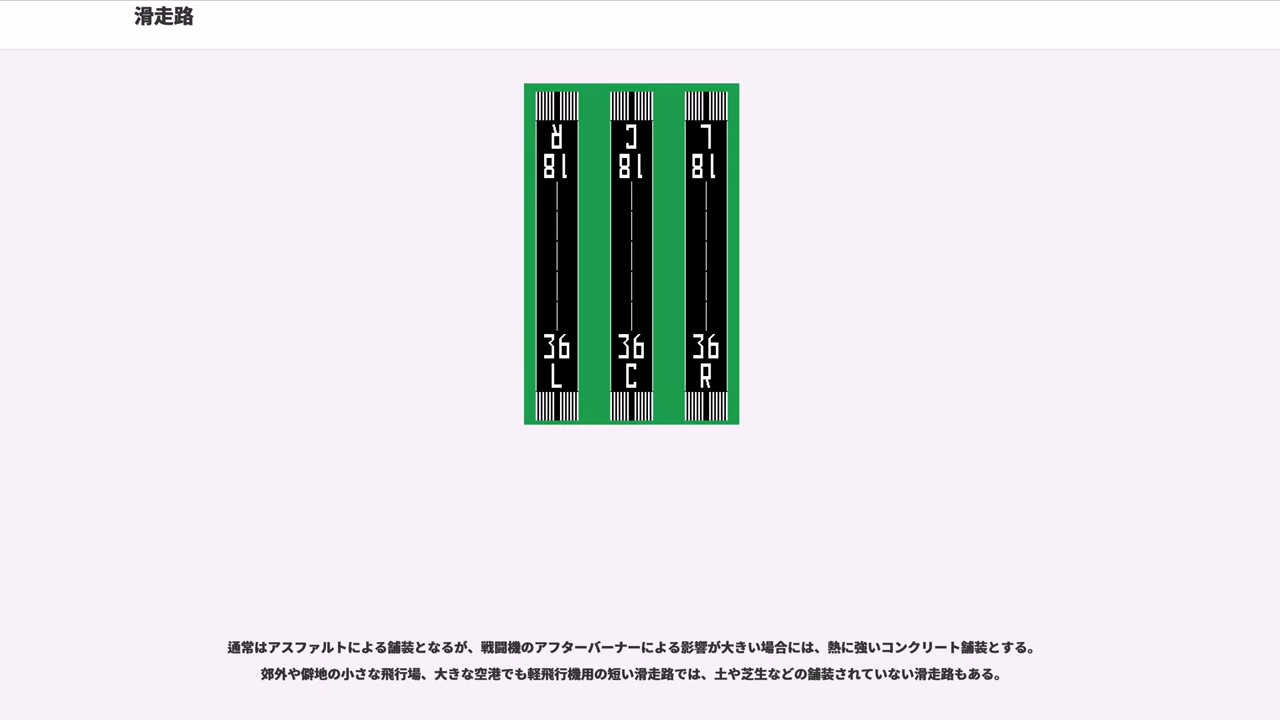 滑走路
R C L
18 18 18
36 36 36
L C R
通常はアスファルトによる舗装となるが、戦闘機のアフターバーナーによる影響が大きい場合には、熱に強いコンクリート舗装とする。
郊外や僻地の小さな飛行場、大きな空港でも軽飛行機用の短い滑走路では、土や芝生などの舗装されていない滑走路もある。